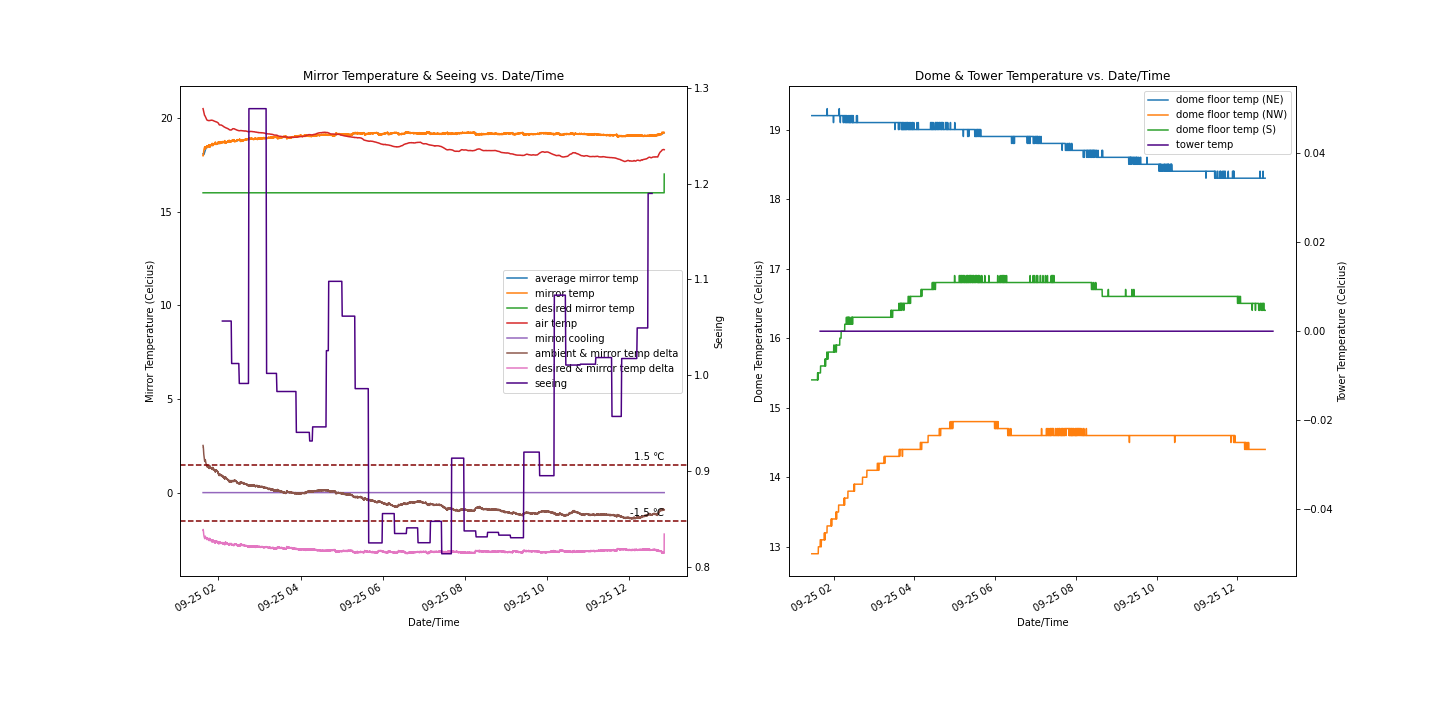 Mirror Temperature & Seeing vs. Date/Time
Mirror Temperature (Celcius)
20
15
10
5
0
1.3
1.2
1.1
1.0
0.9
0.8
Seeing
average mirror temp
mirror temp
desired mirror temp
air temp
mirror cooling
ambient & mirror temp delta
desired & mirror temp delta
seeing
1.5 °C
-1.5 °C
09-25 02
09-25 04
09-25 06
09-25 08
09-25 10
09-25 12
Date/Time
Dome & Tower Temperature vs. Date/Time
Dome Temperature (Celcius)
19
18
17
16
15
14
13
dome floor temp (NE)
dome floor temp (NW)
dome floor temp (S)
tower temp
0.04
0.02
0.00
−0.02
−0.04
Tower Temperature (Celcius)
09-25 02
09-25 04
09-25 06
09-25 08
09-25 10
09-25 12
Date/Time